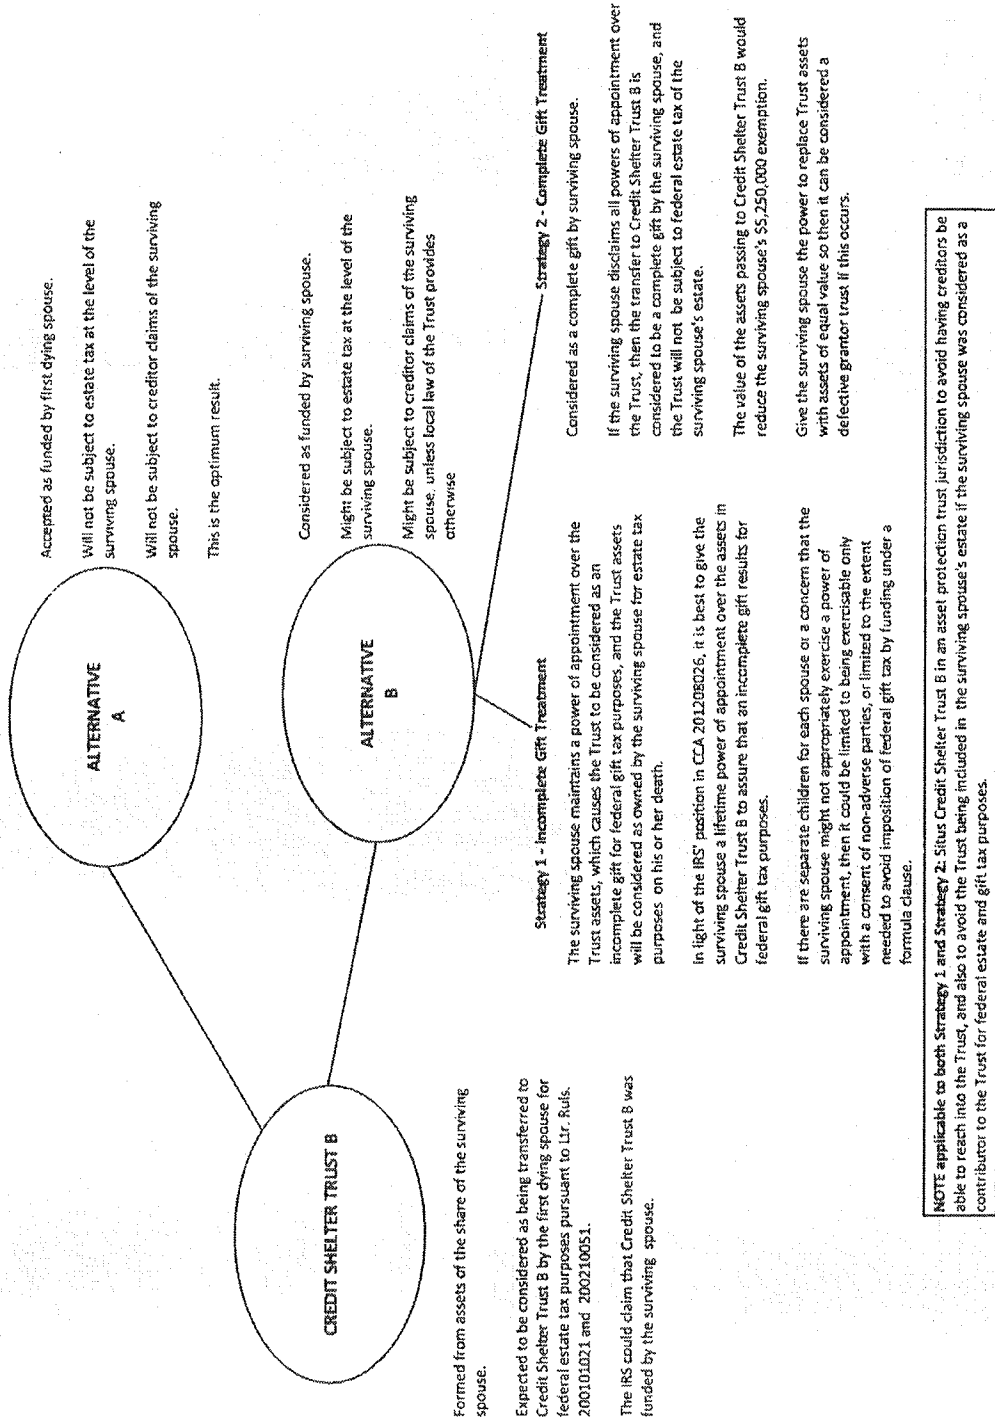 CREDIT SHELTER TRUST B
Formed from assets of the share of the surviving
spouse.
Expected to be considered as being transferred to
Credit Shelter Trust B by the first dying spouse for
federal estate tax purposes pursuant to Ltr. Ruls.
200101021 and 200210051.
The IRS could claim that Credit Shelter Trust B was
funded by the surviving spouse.
ALTERNATIVE
A
Accepted as funded by first dying spouse.
Will not be subject to estate tax at the level of the
surviving spouse.
Will not be subject to creditor claims of the surviving
spouse.
This is the optimum result.
ALTERNATIVE
B
Considered as funded by surviving spouse.
Might be subject to estate tax at the level of the
surviving spouse.
Might be subject to creditor claims of the surviving
spouse, unless local law of the Trust provides
otherwise
Strategy 1 - Incomplete Gift Treatment
The surviving spouse maintains a power of appointment over the
Trust assets, which causes the Trust to be considered as an
incomplete gift for federal gift tax purposes, and the Trust assets
will be considered as owned by the surviving spouse for estate tax
purposes on his or her death.
In light of the IRS' position in CCA 201208026, it is best to give the
surviving spouse a lifetime power of appointment over the assets in
Credit Shelter Trust B to assure that an incomplete gift results for
federal gift tax purposes.
If there are separate children for each spouse or a concern that the
surviving spouse might not appropriately exercise a power of
appointment, then it could be limited to being exercisable only
with a consent of non-adverse parties, or limited to the extent
needed to avoid imposition of federal gift tax by funding under a
formula clause.
Strategy 2 - Complete Gift Treatment
Considered as a complete gift by surviving spouse.
If the surviving spouse disclaims all powers of appointment over
the Trust, then the transfer to Credit Shelter Trust B is
considered to be a complete gift by the surviving spouse, and
the Trust will not be subject to federal estate tax of the
surviving spouse's estate.
The value of the assets passing to Credit Shelter Trust B would
reduce the surviving spouse's $5,250,000 exemption.
Give the surviving spouse the power to replace Trust assets
with assets of equal value so then it can be considered a
defective grantor trust if this occurs.
NOTE applicable to both Strategy 1 and Strategy 2: Situs Credit Shelter Trust B in an asset protection trust jurisdiction to avoid having creditors be
able to reach into the Trust, and also to avoid the Trust being included in the surviving spouse's estate if the surviving spouse was considered as a
contributor to the Trust for federal estate and gift tax purposes.